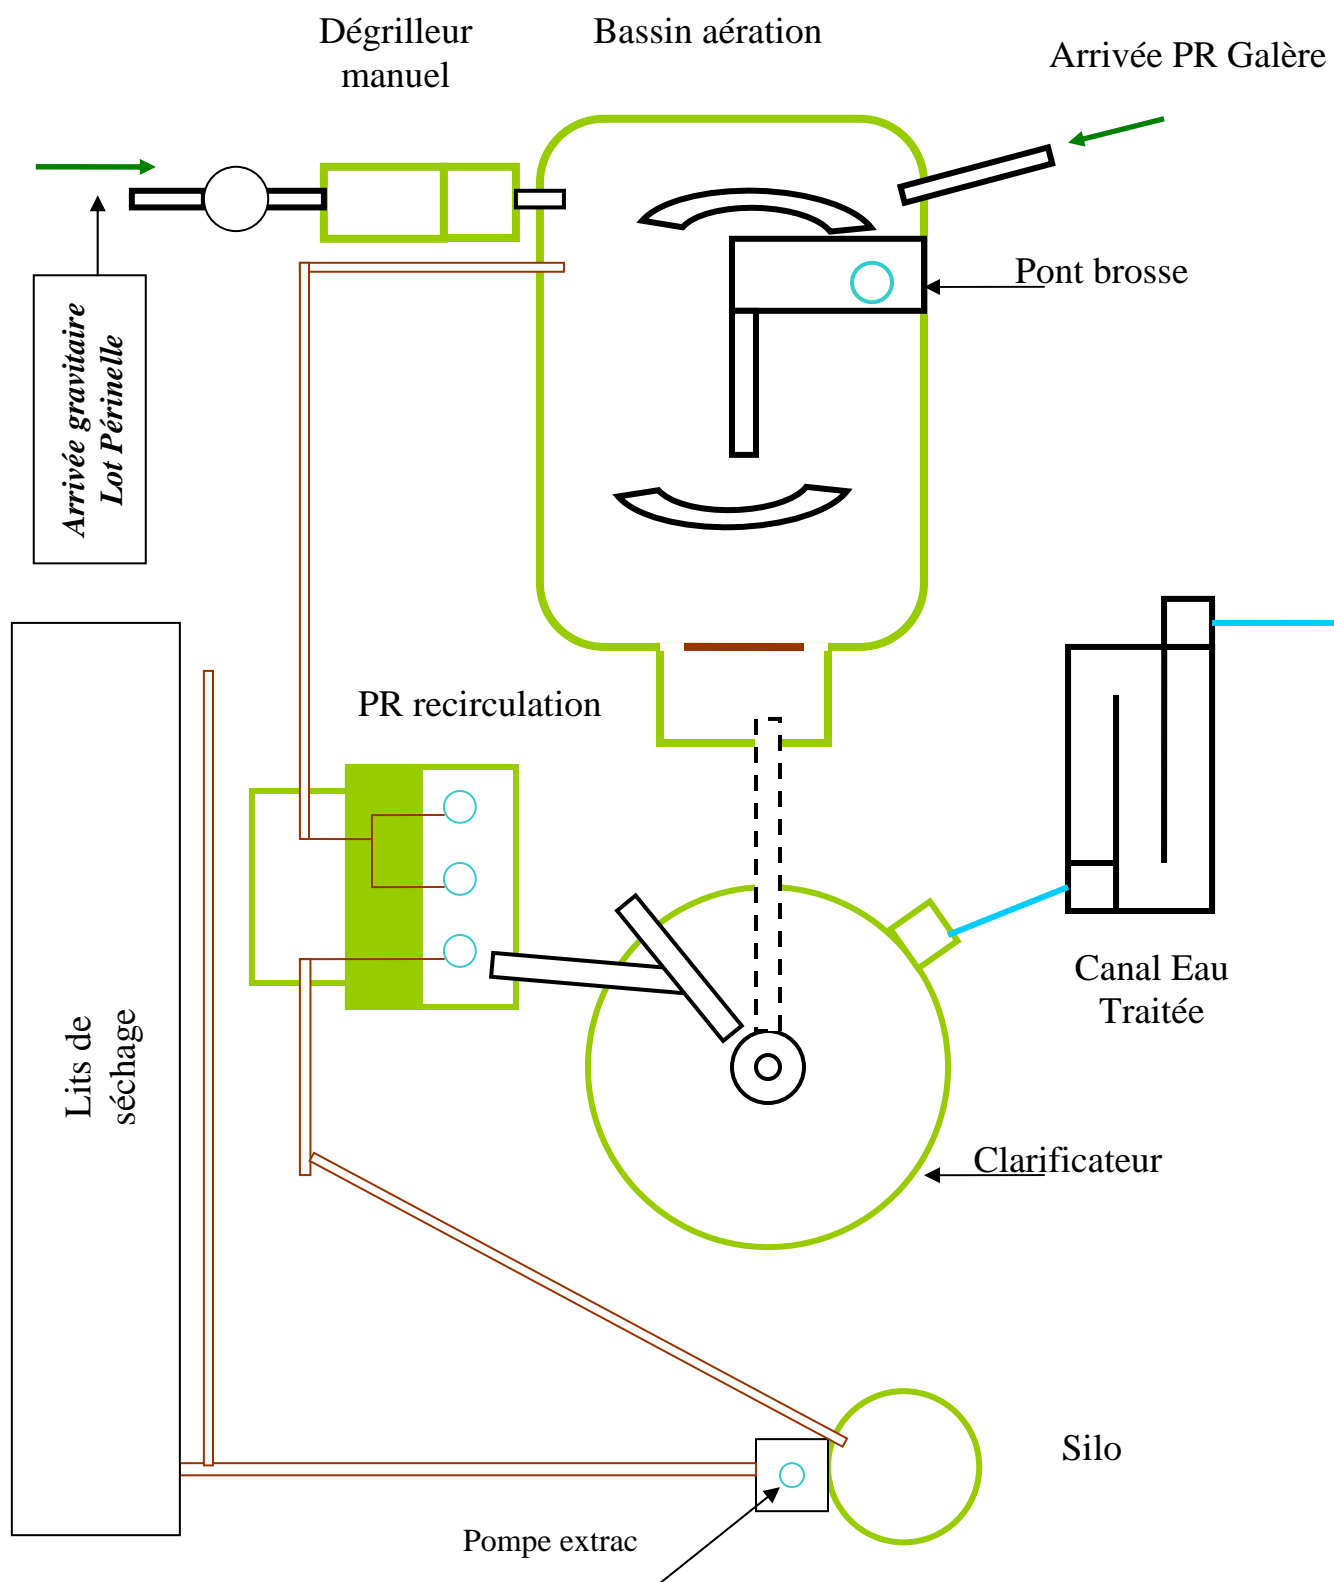 Dégrilleur
manuel
Bassin aération
Arrivée PR Galère
Pont brosse
Arrivée gravitaire
Lot Périnelle
PR recirculation
Canal Eau
Traitée
Lits de
séchage
Clarificateur
Silo
Pompe extrac